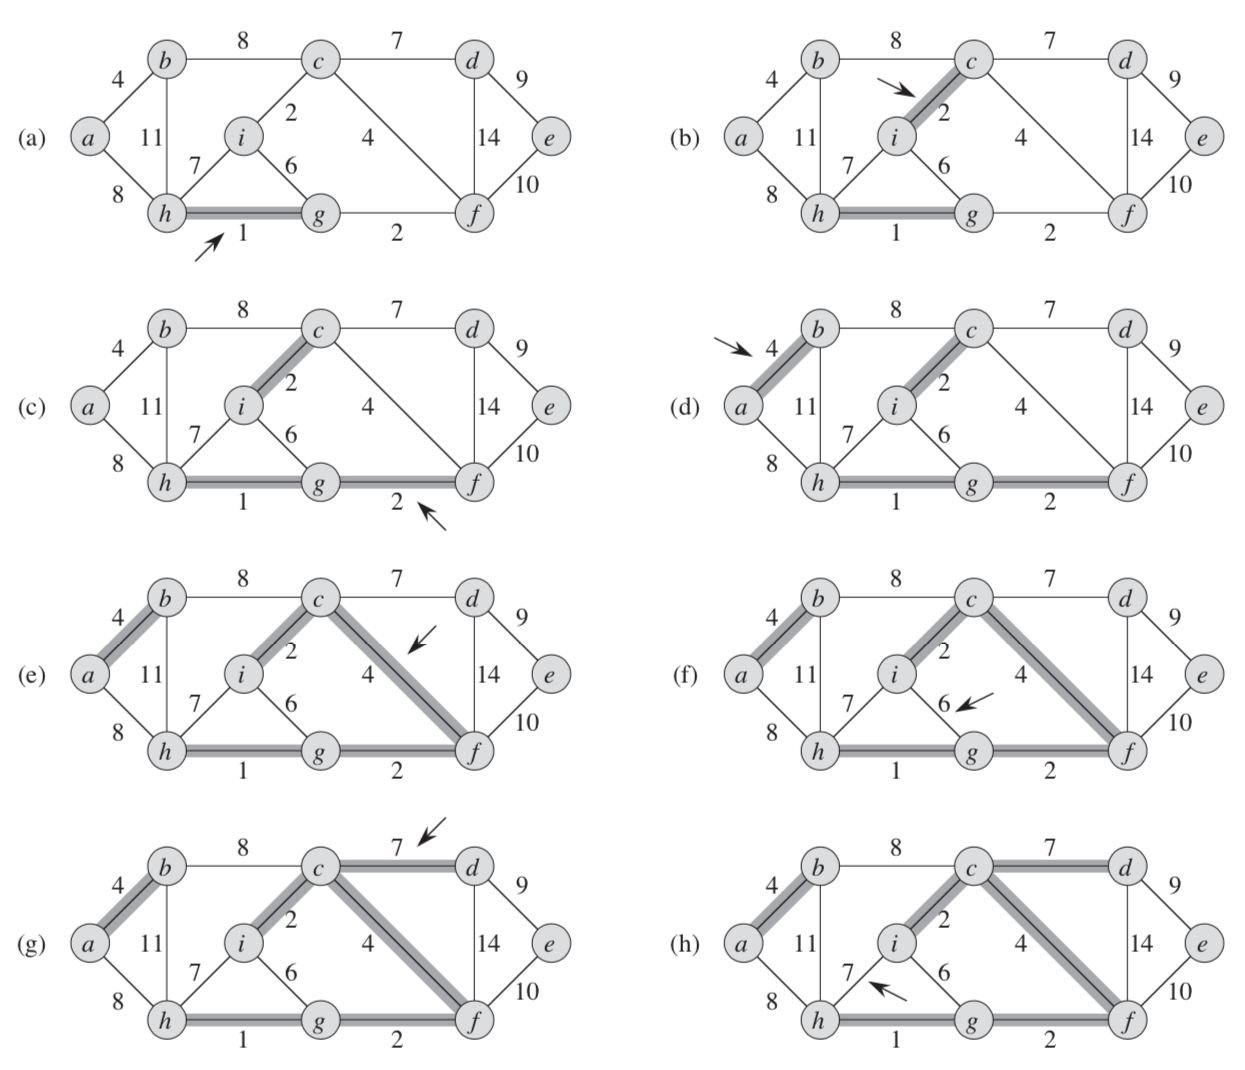 8 7 8 7
b c d b c d
4 9 4 9
2 2
(a) a 11 i 4 14 e (b) a 11 i 4 14 e
7 6 7 6
8 10 8 10
h g f h g f
1 2 1 2
8 7 8 7
b c d b c d
4 9 4 9
2 2
(c) a 11 i 4 14 e (d) a 11 i 4 14 e
7 6 7 6
8 10 8 10
h g f h g f
1 2 1 2
8 7 8 7
b c d b c d
4 9 4 9
2 2
(e) a 11 i 4 14 e (f) a 11 i 4 14 e
7 6 7 6
8 10 8 10
h g f h g f
1 2 1 2
8 7 8 7
b c d b c d
4 9 4 9
2 2
(g) a 11 i 4 14 e (h) a 11 i 4 14 e
7 6 7 6
8 10 8 10
h g f h g f
1 2 1 2